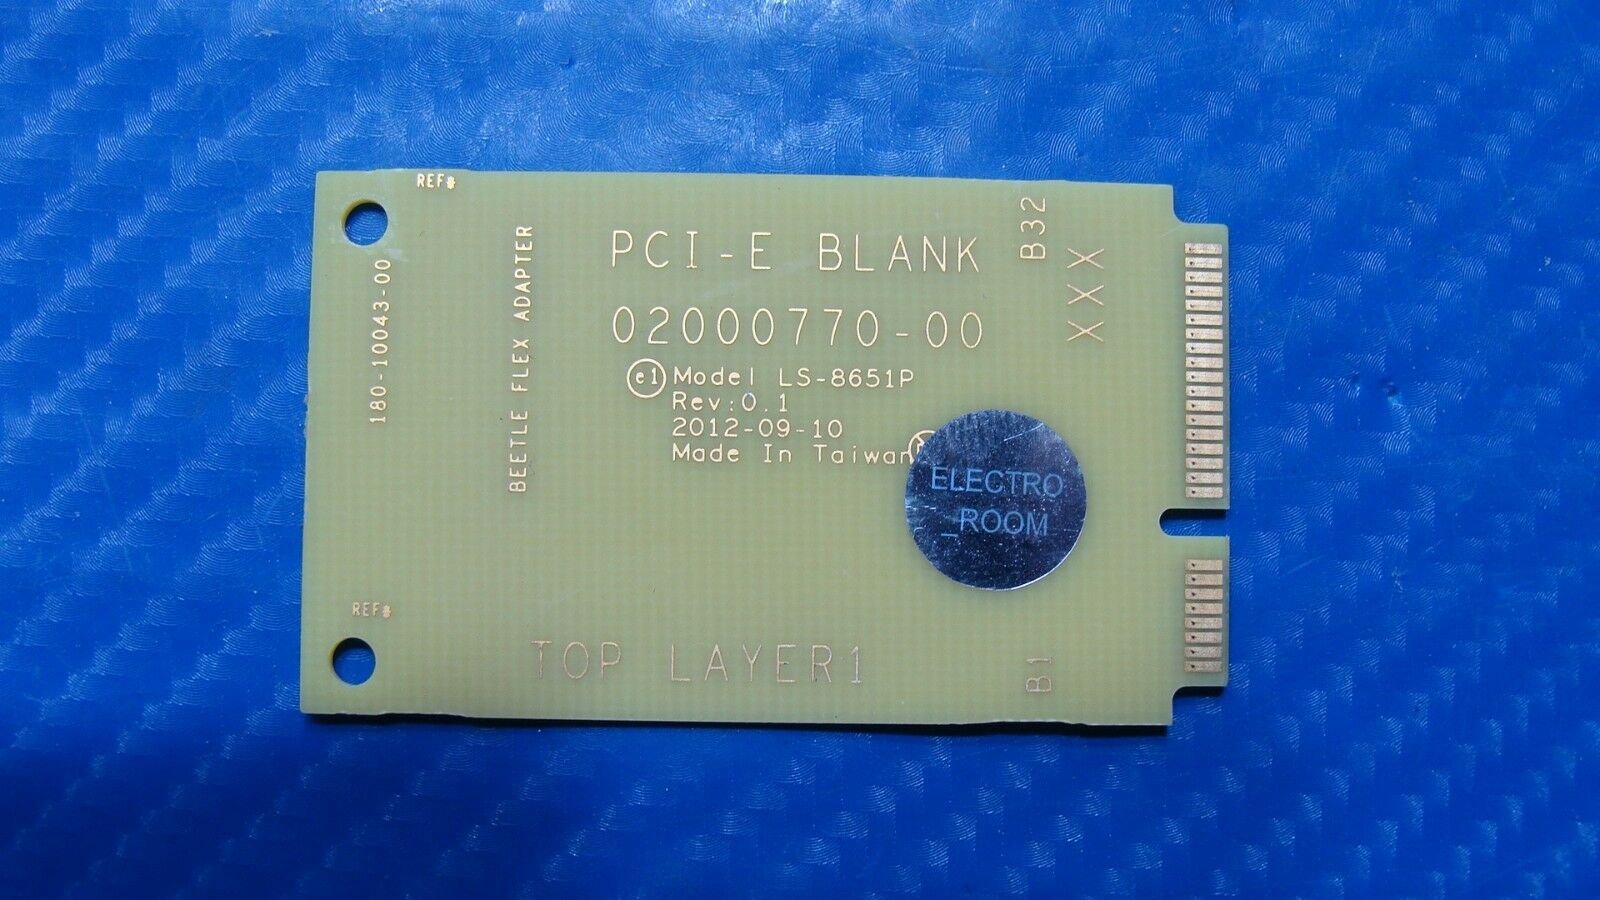 REF#
180-10043-00
BEETLE FLEX ADAPTER
PCI-E BLANK
02000770-00
e1 Model LS-8651P
Rev:0.1
2012-09-10
Made In Taiwan
B32
XXX
ELECTRO
_ROOM
REF#
TOP LAYER1
B1